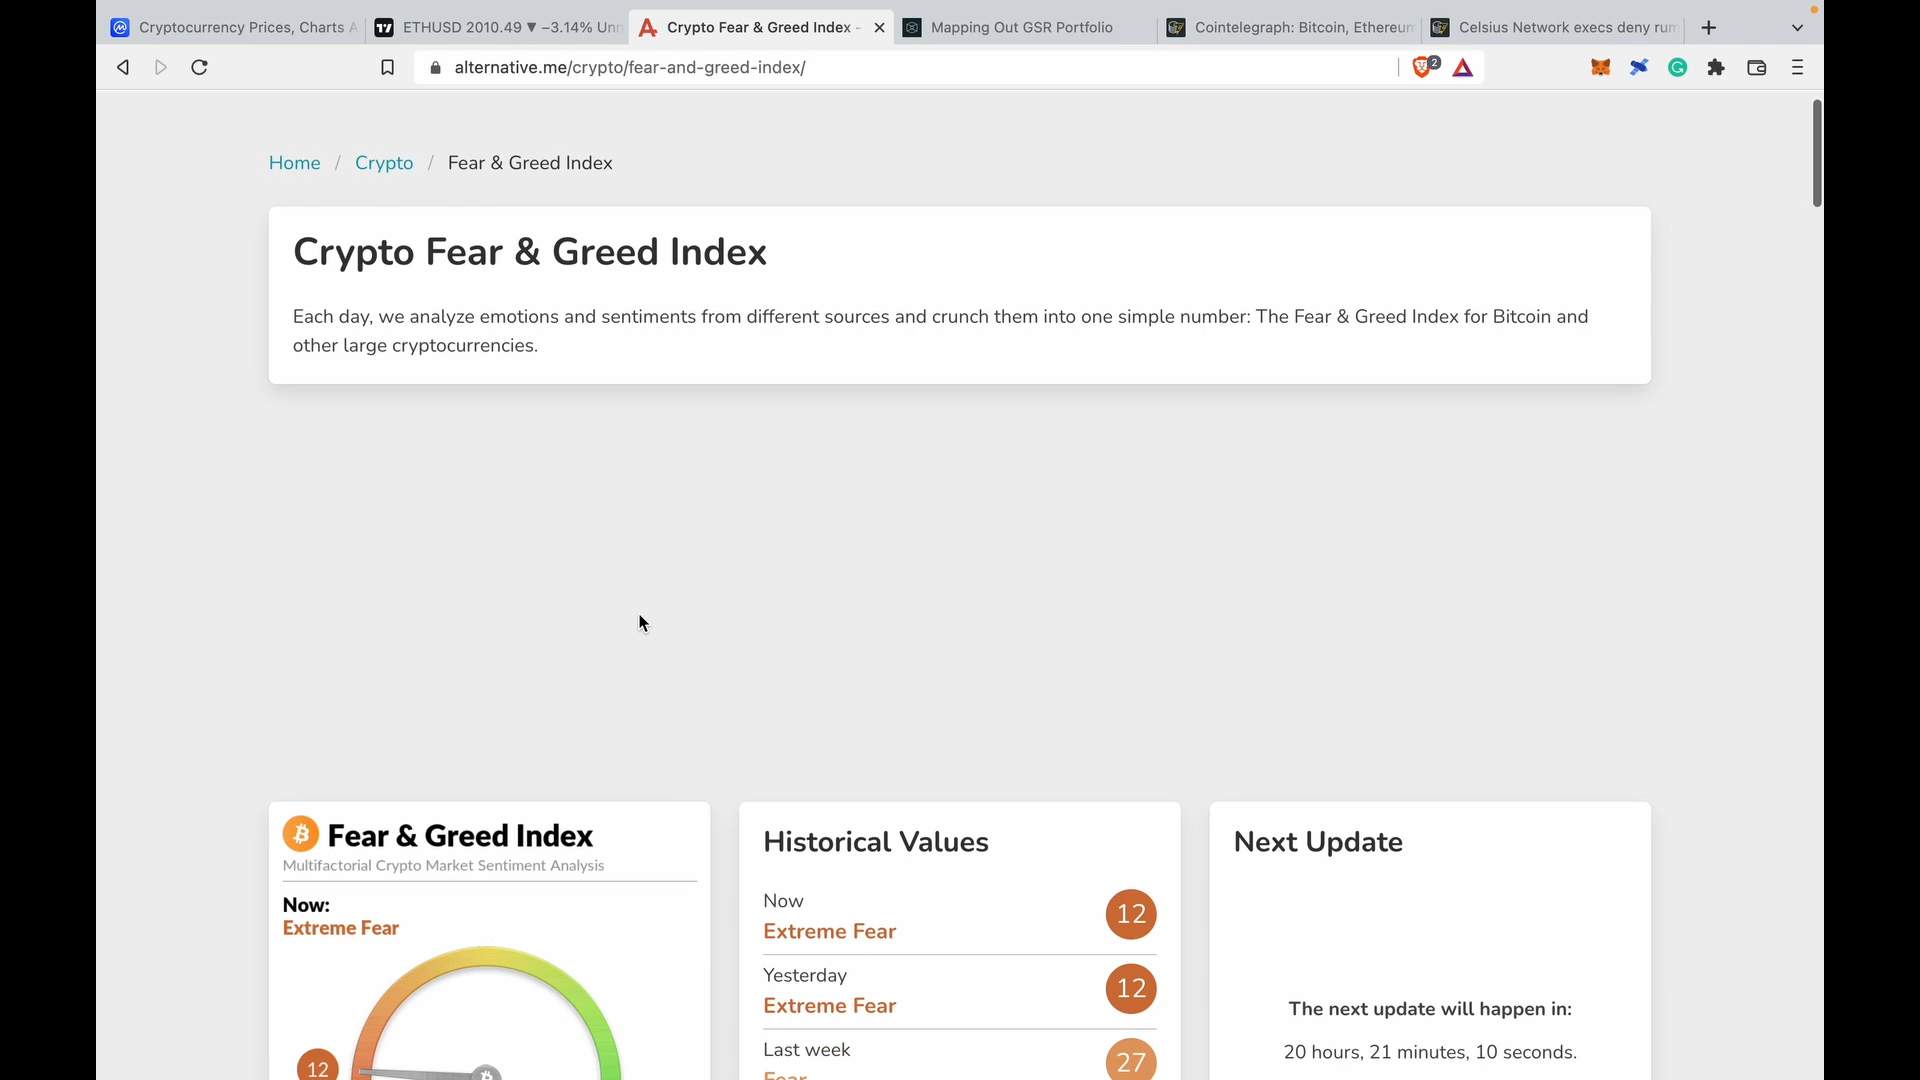 Cryptocurrency Prices, Charts A
ETHUSD 2010.49 ▼ −3.14% Unn
Crypto Fear & Greed Index -
Mapping Out GSR Portfolio
Cointelegraph: Bitcoin, Ethereum
Celsius Network execs deny rum
alternative.me/crypto/fear-and-greed-index/
2
Home / Crypto / Fear & Greed Index
Crypto Fear & Greed Index
Each day, we analyze emotions and sentiments from different sources and crunch them into one simple number: The Fear & Greed Index for Bitcoin and
other large cryptocurrencies.
Fear & Greed Index
Multifactorial Crypto Market Sentiment Analysis
Now:
Extreme Fear
12
Historical Values
Now
Extreme Fear
12
Yesterday
Extreme Fear
12
Last week
Fear
27
Next Update
The next update will happen in:
20 hours, 21 minutes, 10 seconds.